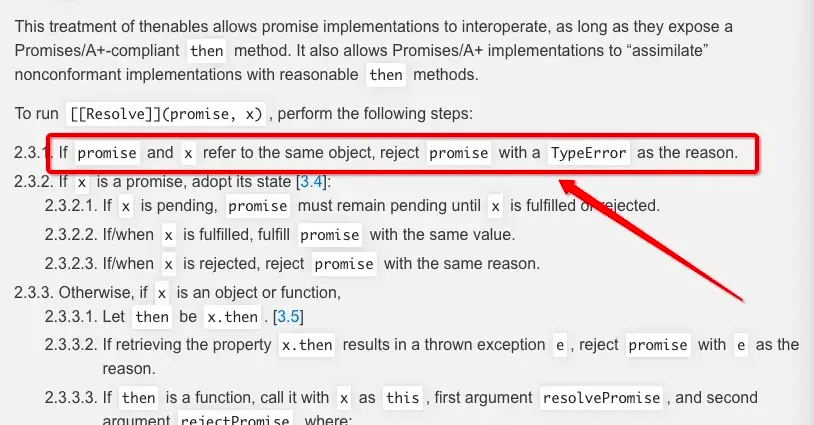 This treatment of thenables allows promise implementations to interoperate, as long as they expose a
Promises/A+-compliant then method. It also allows Promises/A+ implementations to “assimilate”
nonconformant implementations with reasonable then methods.
To run [[Resolve]](promise, x) , perform the following steps:
2.3.1. If promise and x refer to the same object, reject promise with a TypeError as the reason.
2.3.2. If x is a promise, adopt its state [3.4]:
2.3.2.1. If x is pending, promise must remain pending until x is fulfilled or rejected.
2.3.2.2. If/when x is fulfilled, fulfill promise with the same value.
2.3.2.3. If/when x is rejected, reject promise with the same reason.
2.3.3. Otherwise, if x is an object or function,
2.3.3.1. Let then be x.then . [3.5]
2.3.3.2. If retrieving the property x.then results in a thrown exception e , reject promise with e as the
reason.
2.3.3.3. If then is a function, call it with x as this , first argument resolvePromise , and second
argument rejectPromise , where: